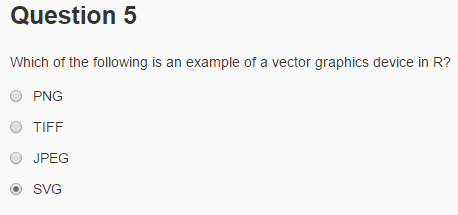 Question 5
Which of the following is an example of a vector graphics device in R?
PNG
TIFF
JPEG
SVG